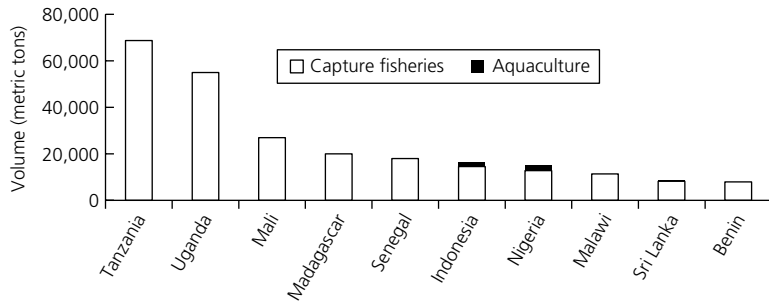 Volume (metric tons)
80,000
60,000
40,000
20,000
0
Capture fisheries
Aquaculture
Tanzania
Uganda
Mali
Madagascar
Senegal
Indonesia
Nigeria
Malawi
Sri Lanka
Benin